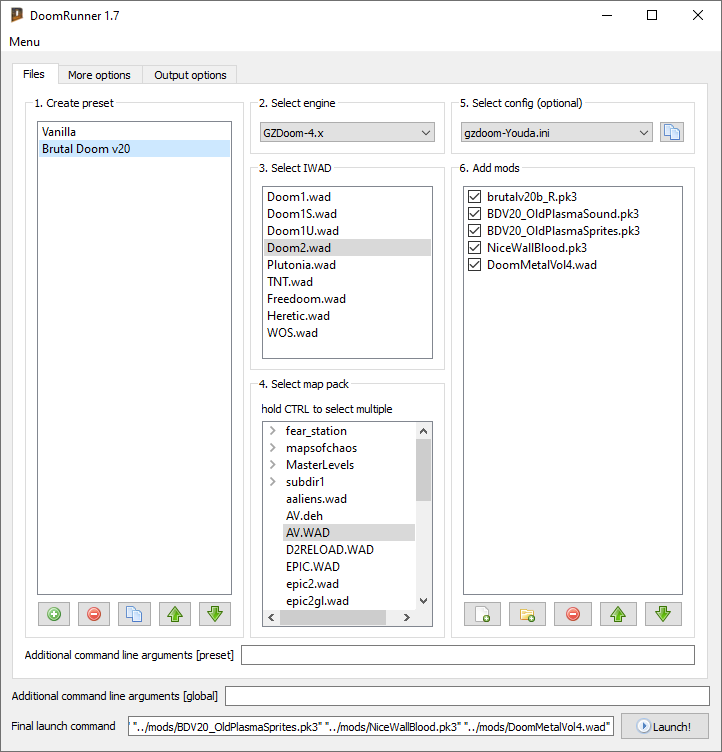 DoomRunner 1.7
Menu
Files
More options
Output options
1. Create preset
Vanilla
Brutal Doom v20
2. Select engine
GZDoom-4.x
5. Select config (optional)
gzdoom-Youda.ini
3. Select IWAD
Doom1.wad
Doom1S.wad
Doom1U.wad
Doom2.wad
Plutonia.wad
TNT.wad
Freedoom.wad
Heretic.wad
WOS.wad
4. Select map pack
hold CTRL to select multiple
fear_station
mapsofchaos
MasterLevels
subdir1
aaliens.wad
AV.deh
AV.WAD
D2RELOAD.WAD
EPIC.WAD
epic2.wad
epic2gl.wad
6. Add mods
brutalv20b_R.pk3
BDV20_OldPlasmaSound.pk3
BDV20_OldPlasmaSprites.pk3
NiceWallBlood.pk3
DoomMetalVol4.wad
Additional command line arguments [preset]
Additional command line arguments [global]
Final launch command
" "../mods/BDV20_OldPlasmaSprites.pk3" "../mods/NiceWallBlood.pk3" "../mods/DoomMetalVol4.wad"
Launch!